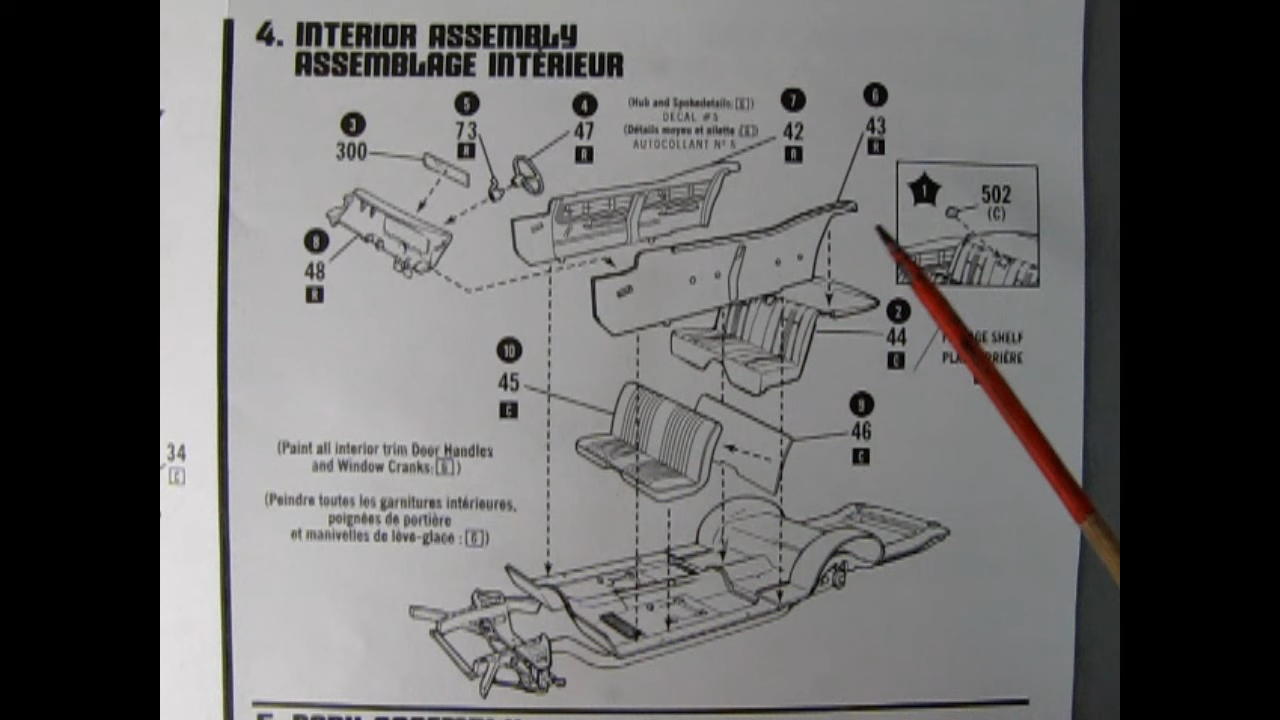 4. INTERIOR ASSEMBLY
ASSEMBLAGE INTÉRIEUR
3
300
5
73
R
4
47
R
(Hub and Spokedetails: G)
DECAL #5
(Détails moyeu et ailette: G)
AUTOCOLLANT Nº 5
7
42
R
6
43
R
1
502
(C)
8
48
R
2
44
C
SHELF
10
45
C
9
46
C
34
C
(Paint all interior trim Door Handles
and Window Cranks: G)
(Peindre toutes les garnitures intérieures,
poignées de portière
et manivelles de lève-glace : G)